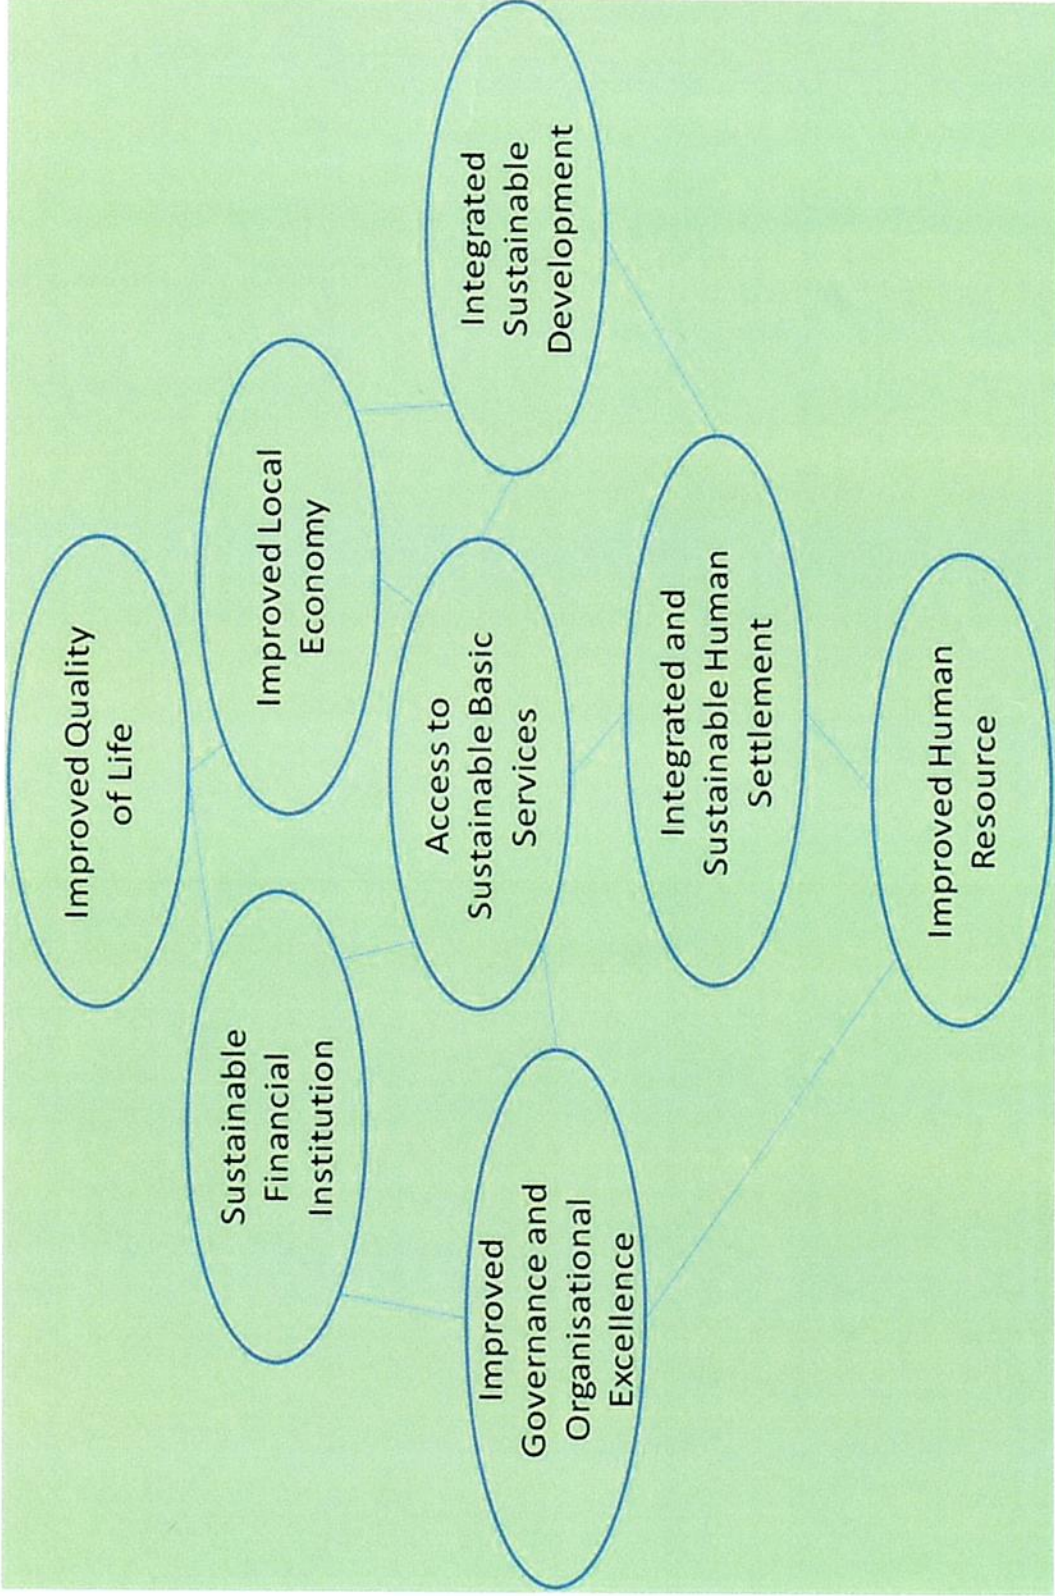 Improved Quality
of Life
Sustainable
Financial
Institution
Improved Local
Economy
Access to
Sustainable Basic
Services
Improved
Governance and
Organisational
Excellence
Integrated
Sustainable
Development
Integrated and
Sustainable Human
Settlement
Improved Human
Resource